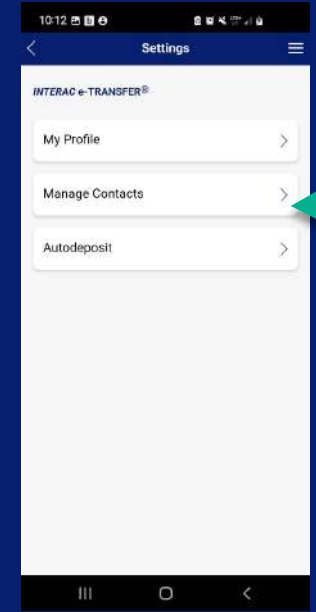 10:12
Settings
INTERAC e-TRANSFER®
My Profile
Manage Contacts
Autodeposit